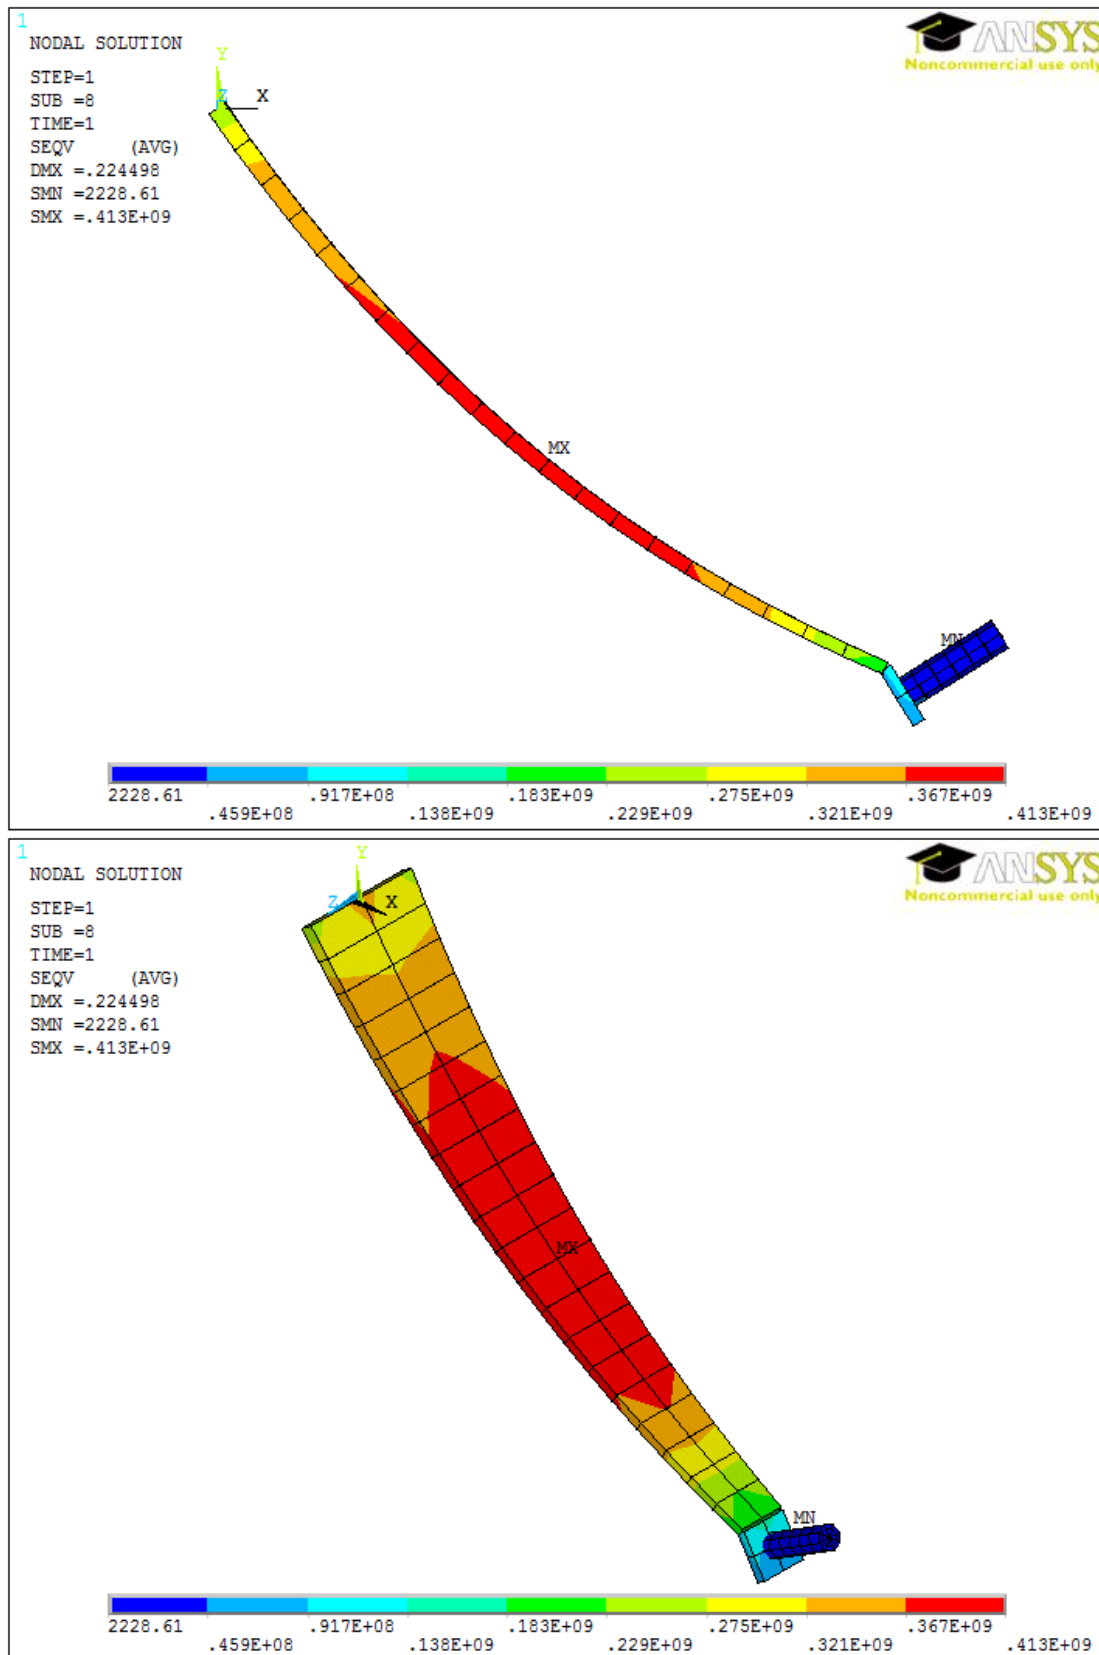 1
NODAL SOLUTION
STEP=1
SUB =8
TIME=1
SEQV (AVG)
DMX =.224498
SMN =2228.61
SMX =.413E+09
ANSYS
Noncommercial use only
Y
Z X
MX
MN
2228.61 .917E+08 .183E+09 .275E+09 .367E+09
.459E+08 .138E+09 .229E+09 .321E+09 .413E+09
1
NODAL SOLUTION
STEP=1
SUB =8
TIME=1
SEQV (AVG)
DMX =.224498
SMN =2228.61
SMX =.413E+09
ANSYS
Noncommercial use only
Y
Z X
MX
MN
2228.61 .917E+08 .183E+09 .275E+09 .367E+09
.459E+08 .138E+09 .229E+09 .321E+09 .413E+09